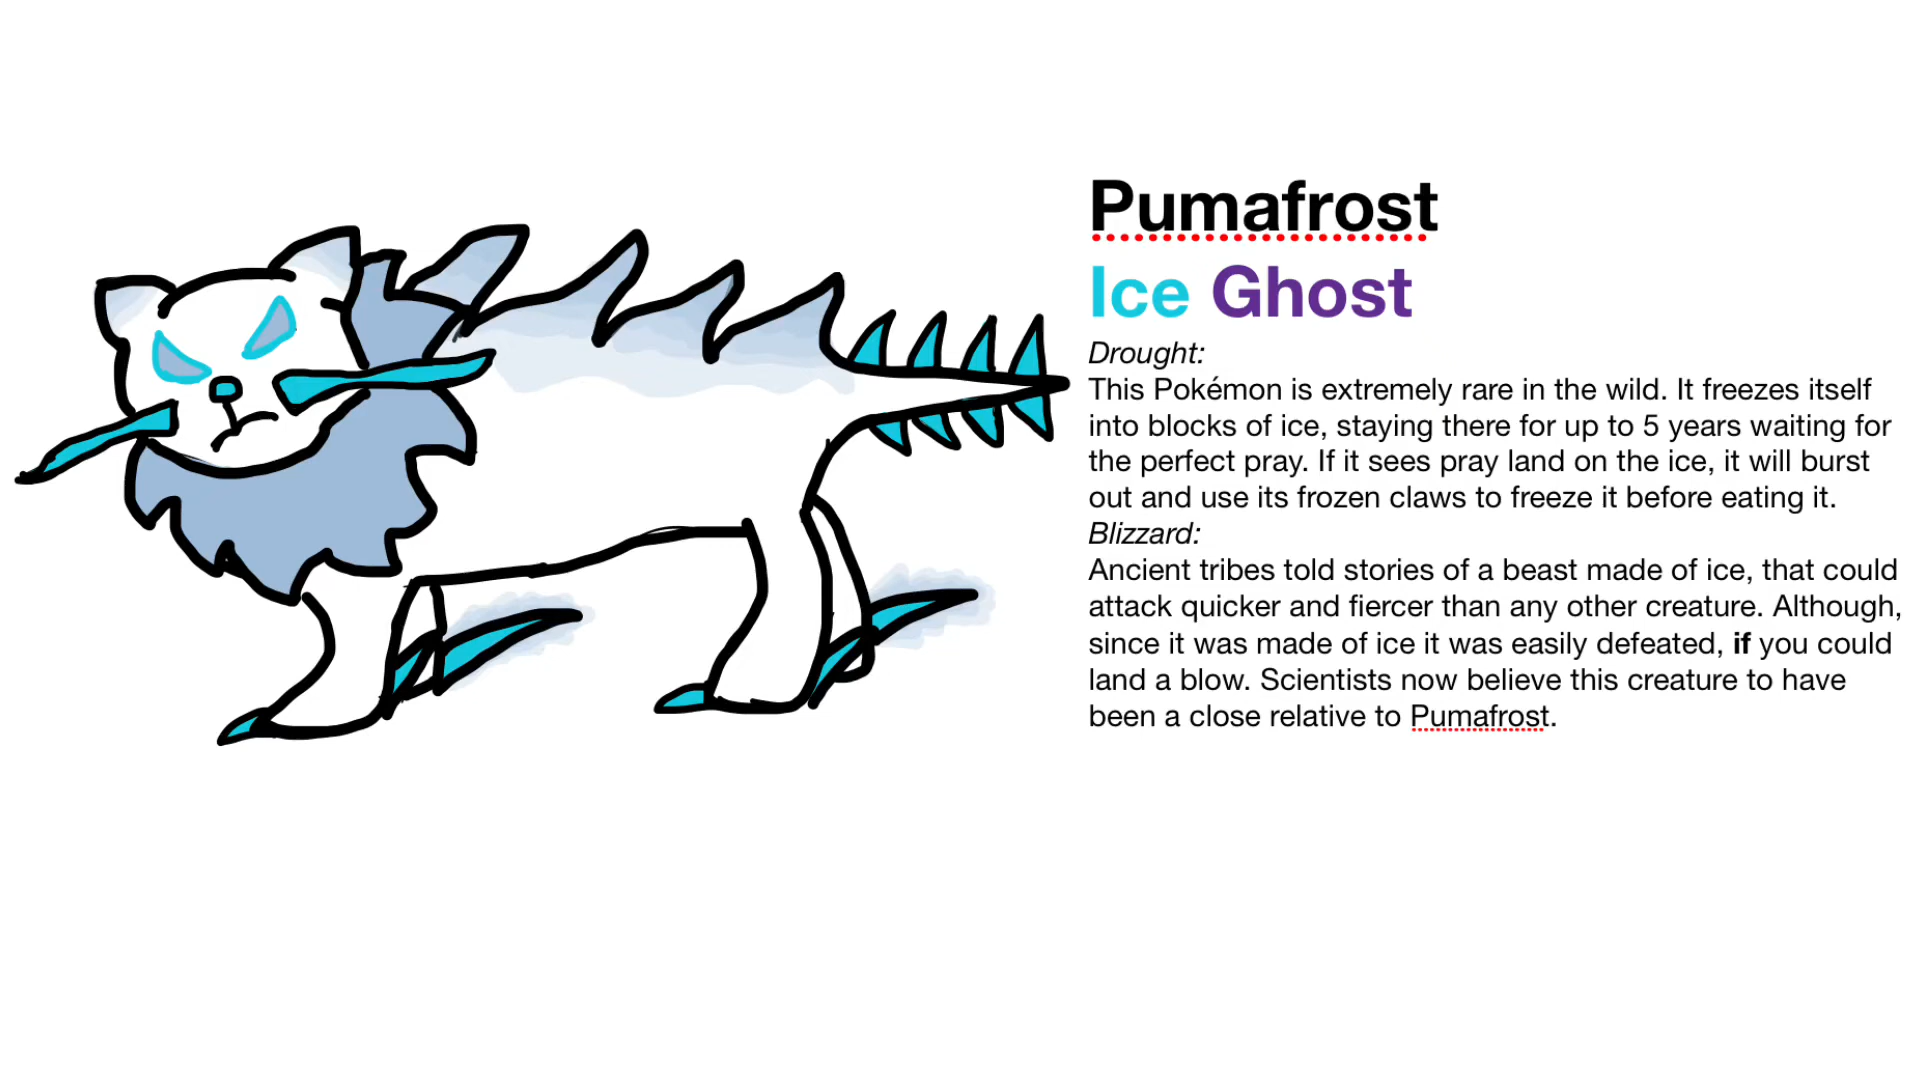 Pumafrost
Ice Ghost
Drought:
This Pokémon is extremely rare in the wild. It freezes itself
into blocks of ice, staying there for up to 5 years waiting for
the perfect pray. If it sees pray land on the ice, it will burst
out and use its frozen claws to freeze it before eating it.
Blizzard:
Ancient tribes told stories of a beast made of ice, that could
attack quicker and fiercer than any other creature. Although,
since it was made of ice it was easily defeated, if you could
land a blow. Scientists now believe this creature to have
been a close relative to Pumafrost.